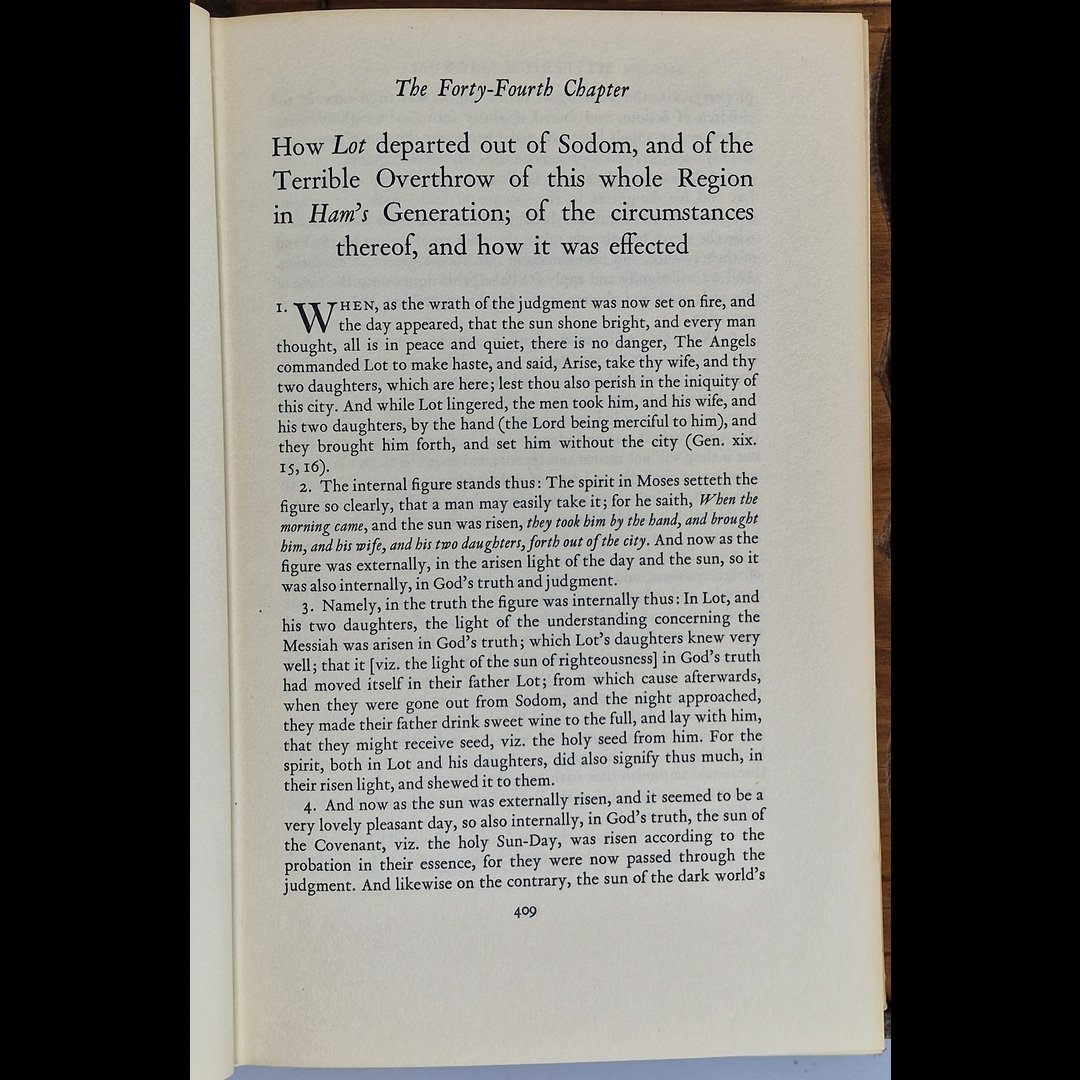 The Forty-Fourth Chapter
How Lot departed out of Sodom, and of the
Terrible Overthrow of this whole Region
in Ham's Generation; of the circumstances
thereof, and how it was effected
1. WHEN, as the wrath of the judgment was now set on fire, and
the day appeared, that the sun shone bright, and every man
thought, all is in peace and quiet, there is no danger, The Angels
commanded Lot to make haste, and said, Arise, take thy wife, and thy
two daughters, which are here; lest thou also perish in the iniquity of
this city. And while Lot lingered, the men took him, and his wife, and
his two daughters, by the hand (the Lord being merciful to him), and
they brought him forth, and set him without the city (Gen. xix.
15, 16).
2. The internal figure stands thus: The spirit in Moses setteth the
figure so clearly, that a man may easily take it; for he saith, When the
morning came, and the sun was risen, they took him by the hand, and brought
him, and his wife, and his two daughters, forth out of the city. And now as the
figure was externally, in the arisen light of the day and the sun, so it
was also internally, in God's truth and judgment.
3. Namely, in the truth the figure was internally thus: In Lot, and
his two daughters, the light of the understanding concerning the
Messiah was arisen in God's truth; which Lot's daughters knew very
well; that it [viz. the light of the sun of righteousness] in God's truth
had moved itself in their father Lot; from which cause afterwards,
when they were gone out from Sodom, and the night approached,
they made their father drink sweet wine to the full, and lay with him,
that they might receive seed, viz. the holy seed from him. For the
spirit, both in Lot and his daughters, did also signify thus much, in
their risen light, and shewed it to them.
4. And now as the sun was externally risen, and it seemed to be a
very lovely pleasant day, so also internally, in God's truth, the sun of
the Covenant, viz. the holy Sun-Day, was risen according to the
probation in their essence, for they were now passed through the
judgment. And likewise on the contrary, the sun of the dark world's
409